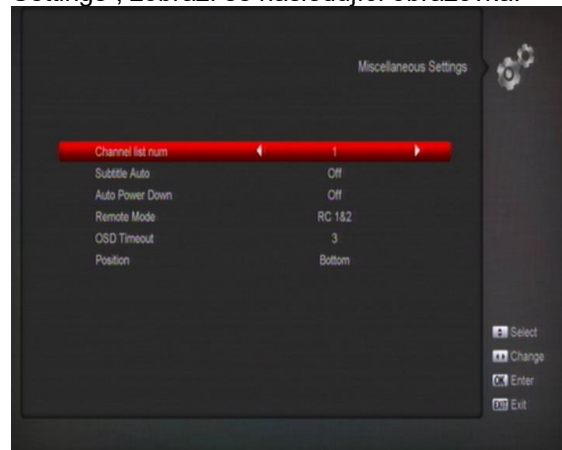 Settings", zobrazí se následující obrazovka:
Miscellaneous Settings
Channel list num 1
Subtitle Auto Off
Auto Power Down Off
Remote Mode RC 1&2
OSD Timeout 3
Position Bottom
Select
Change
OK Enter
EXIT Exit